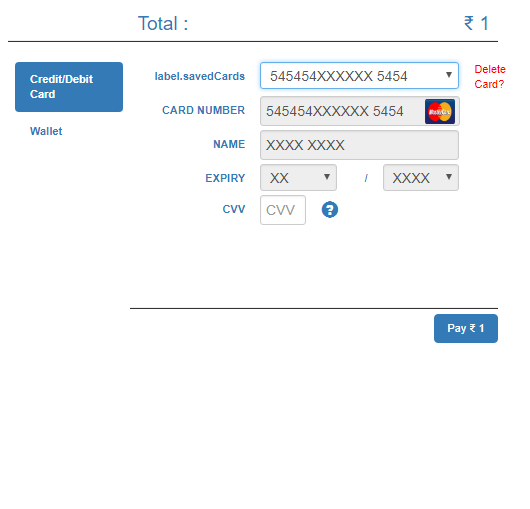 Total : ₹ 1
Credit/Debit Card
Wallet
label.savedCards 545454XXXXXX 5454 Delete Card?
CARD NUMBER 545454XXXXXX 5454 MasterCard
NAME XXXX XXXX
EXPIRY XX / XXXX
CVV CVV ?
Pay ₹ 1